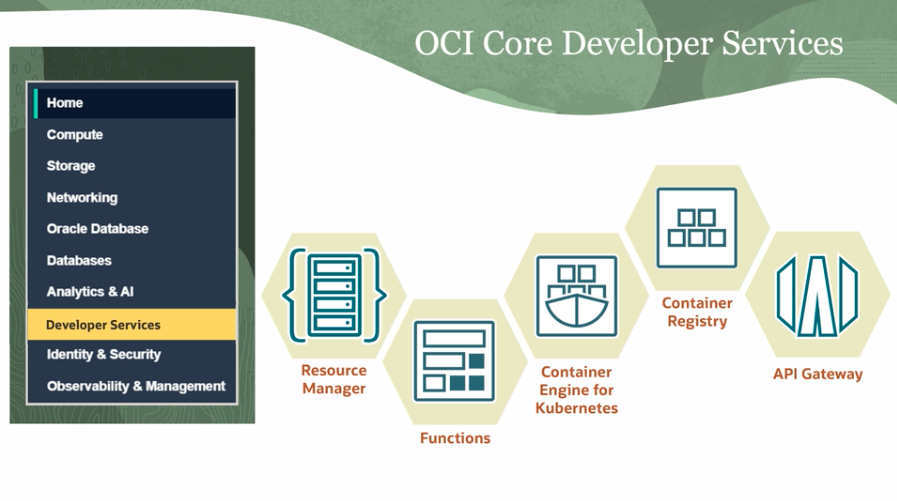 OCI Core Developer Services
Home
Compute
Storage
Networking
Oracle Database
Databases
Analytics & AI
Developer Services
Identity & Security
Observability & Management
Resource
Manager
Functions
Container
Engine for
Kubernetes
Container
Registry
API Gateway